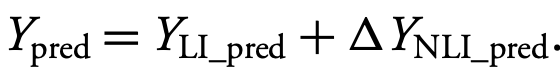 Y_pred = Y_LI_pred + ΔY_NLI_pred.